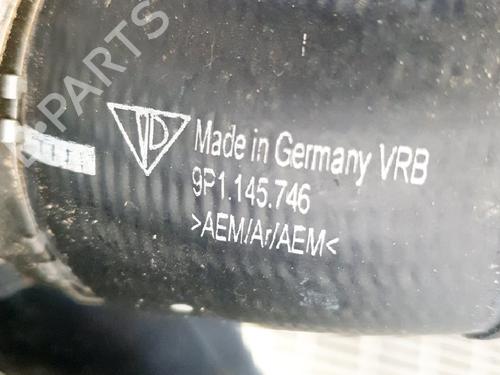 Made in Germany VRB
9P1.145.746
>AEM/Ar/AEM<